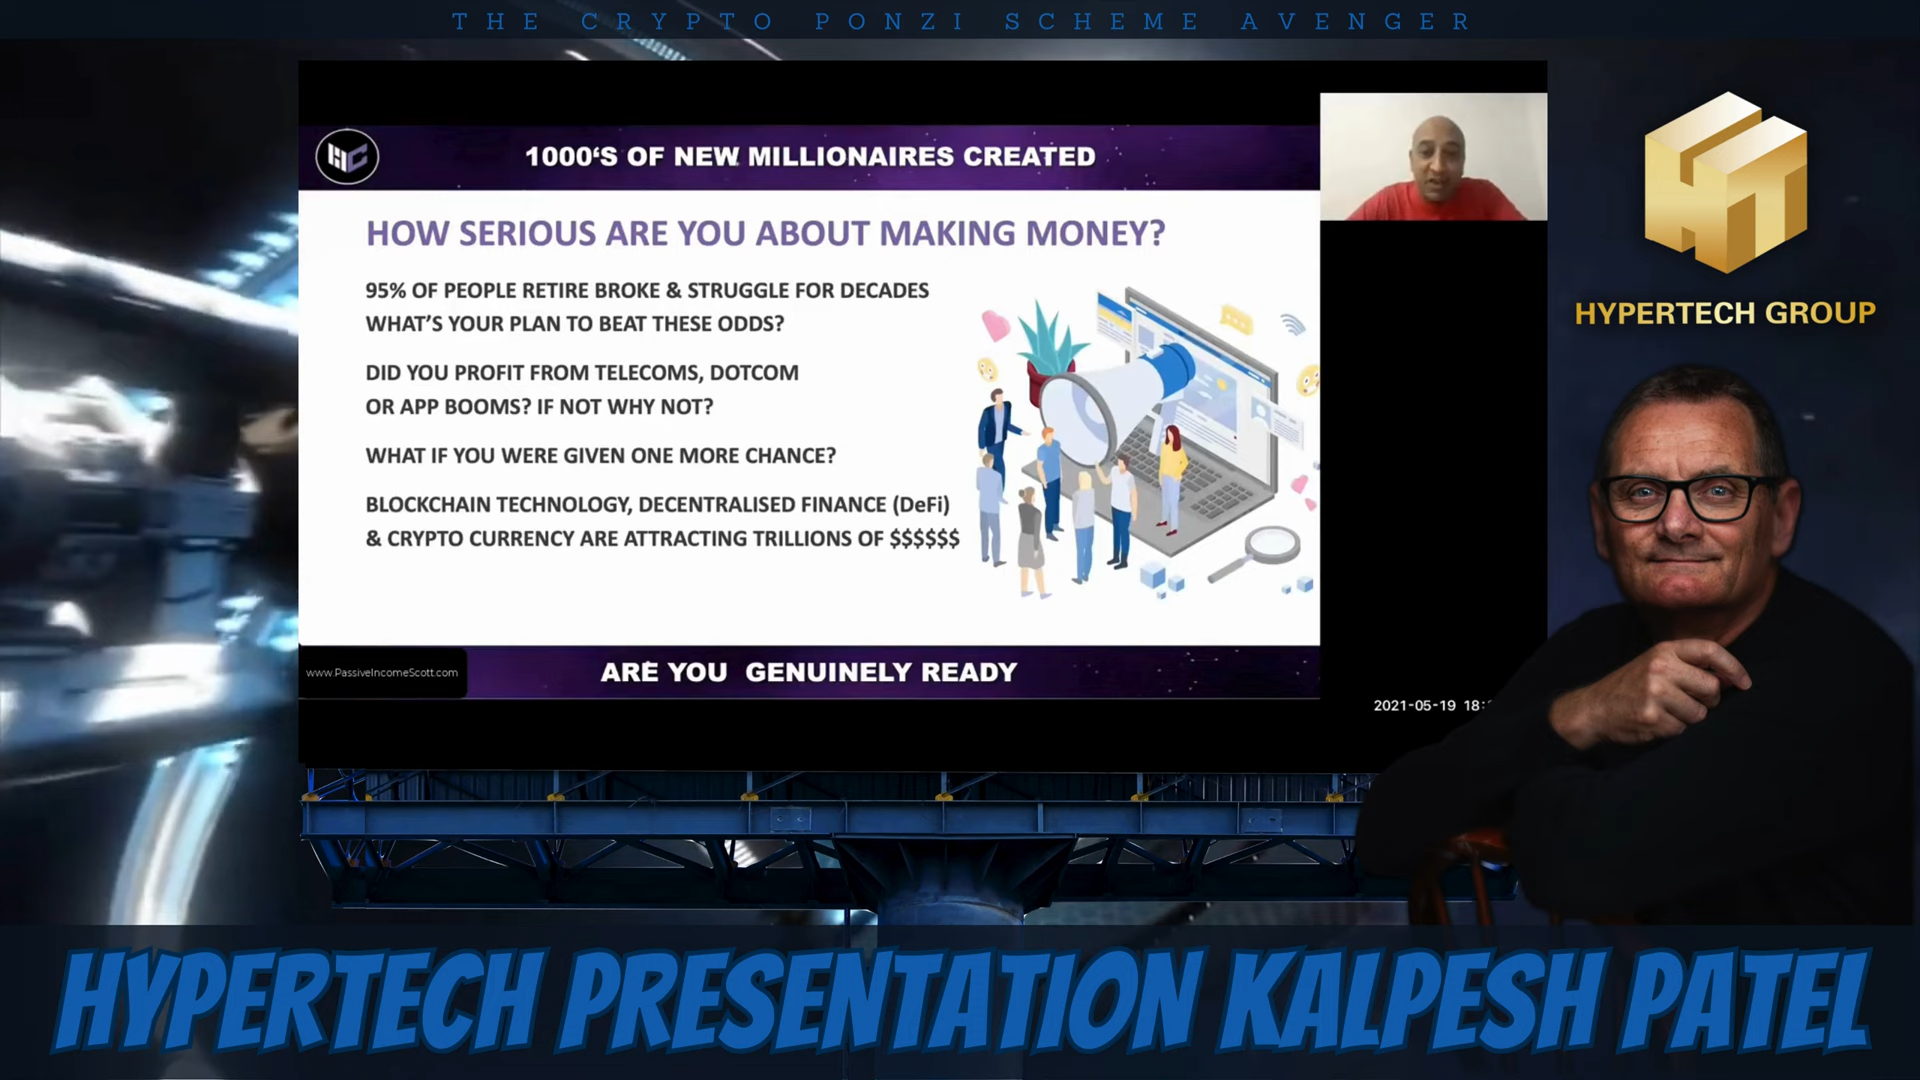 THE CRYPTO PONZI SCHEME AVENGER
1000‘S OF NEW MILLIONAIRES CREATED
HOW SERIOUS ARE YOU ABOUT MAKING MONEY?
95% OF PEOPLE RETIRE BROKE & STRUGGLE FOR DECADES
WHAT’S YOUR PLAN TO BEAT THESE ODDS?
DID YOU PROFIT FROM TELECOMS, DOTCOM
OR APP BOOMS? IF NOT WHY NOT?
WHAT IF YOU WERE GIVEN ONE MORE CHANCE?
BLOCKCHAIN TECHNOLOGY, DECENTRALISED FINANCE (DeFi)
& CRYPTO CURRENCY ARE ATTRACTING TRILLIONS OF $$$$$$
www.PassiveIncomeScott.com
ARE YOU GENUINELY READY
2021-05-19 18:
HT
HYPERTECH GROUP
HYPERTECH PRESENTATION KALPESH PATEL